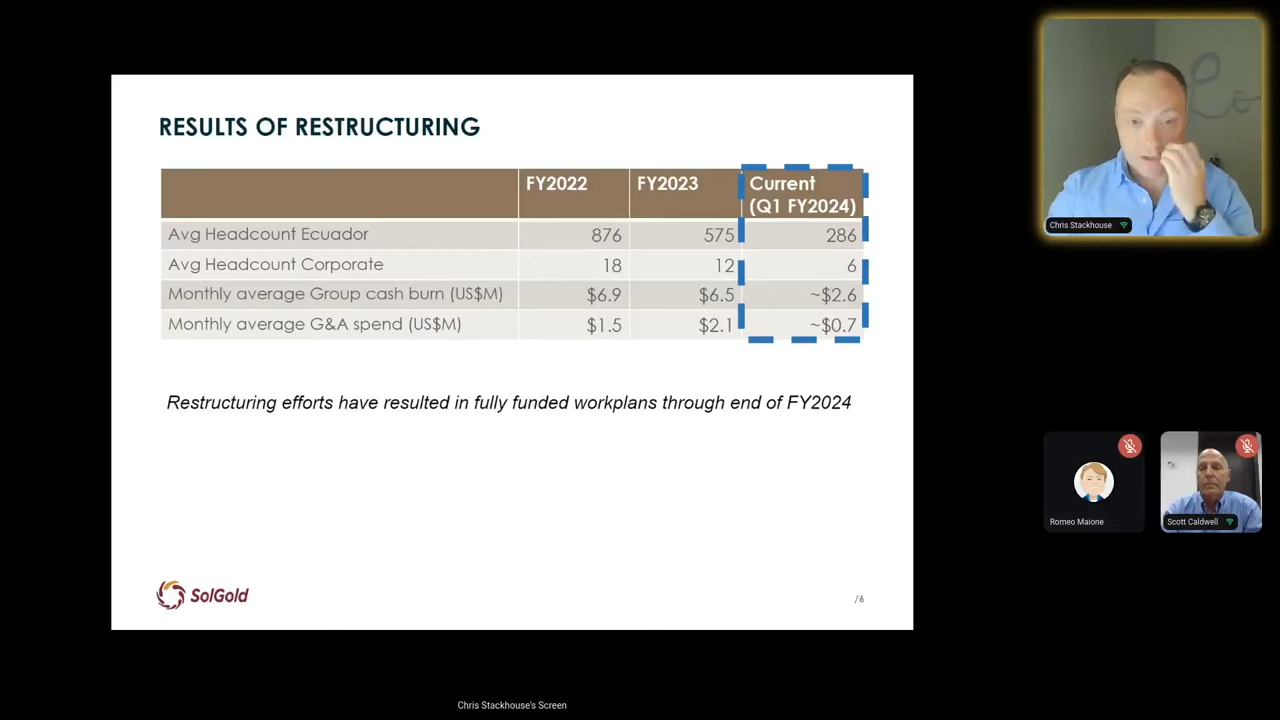 RESULTS OF RESTRUCTURING
FY2022 FY2023 Current
(Q1 FY2024)
Avg Headcount Ecuador 876 575 286
Avg Headcount Corporate 18 12 6
Monthly average Group cash burn (US$M) $6.9 $6.5 ~$2.6
Monthly average G&A spend (US$M) $1.5 $2.1 ~$0.7
Restructuring efforts have resulted in fully funded workplans through end of FY2024
SolGold
/6
Lo
Chris Stackhouse
Romeo Maione
Scott Caldwell
Chris Stackhouse's Screen